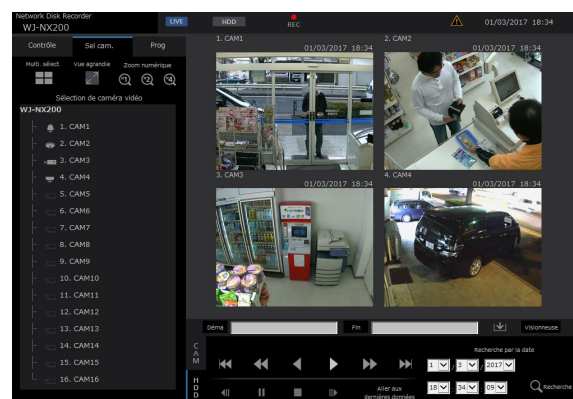 Network Disk Recorder
WJ-NX200
LIVE
HDD
REC
01/03/2017 18:34
Contrôle
Sel cam.
Prog
Multi. sélect.
Vue agrandie
Zoom numérique
x1
x2
x4
Sélection de caméra vidéo
WJ-NX200
1. CAM1
2. CAM2
3. CAM3
4. CAM4
5. CAM5
6. CAM6
7. CAM7
8. CAM8
9. CAM9
10. CAM10
11. CAM11
12. CAM12
13. CAM13
14. CAM14
15. CAM15
16. CAM16
1. CAM1
01/03/2017 18:34
2. CAM2
01/03/2017 18:34
3. CAM3
01/03/2017 18:34
4. CAM4
01/03/2017 18:34
Déma
Fin
Visionneuse
CAM
HDD
Aller aux
dernières données
Recherche par la date
1 / 3 / 2017
18 : 34 : 09
Recherche